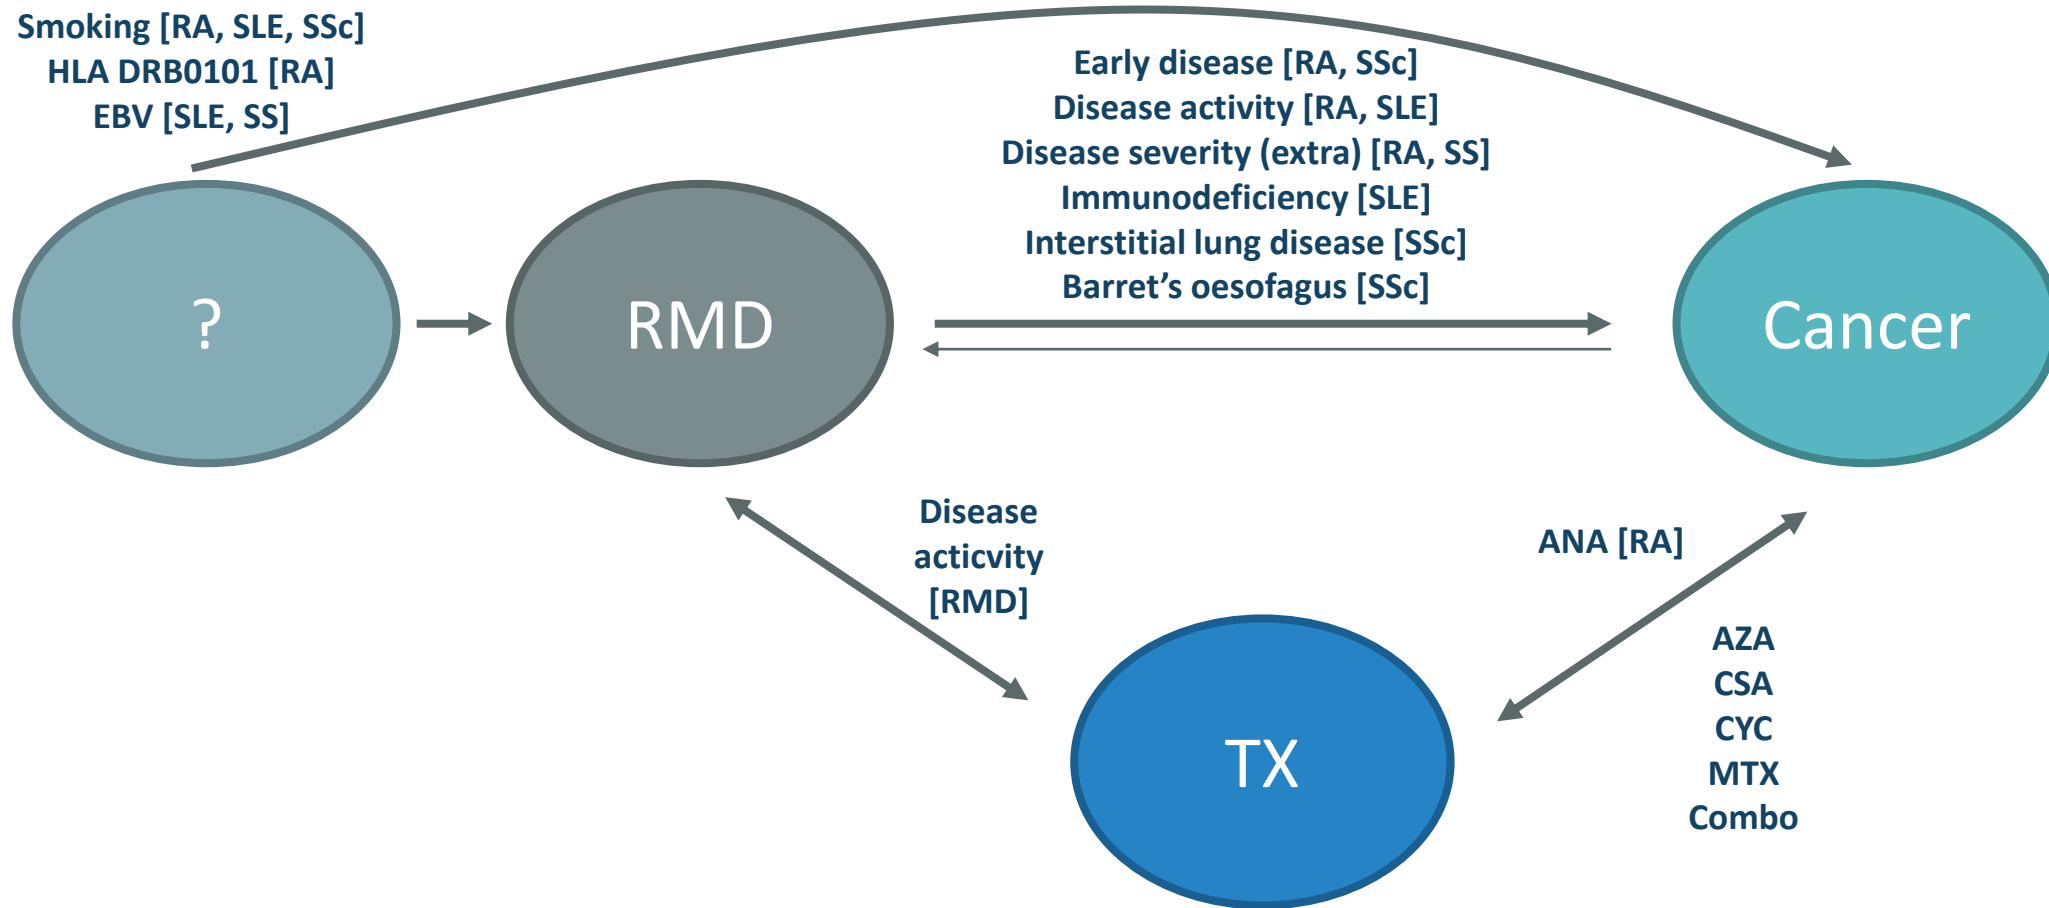 Smoking [RA, SLE, SSc]
HLA DRB0101 [RA]
EBV [SLE, SS]
Early disease [RA, SSc]
Disease activity [RA, SLE]
Disease severity (extra) [RA, SS]
Immunodeficiency [SLE]
Interstitial lung disease [SSc]
Barret’s oesofagus [SSc]
?
RMD
Cancer
Disease
acticvity
[RMD]
ANA [RA]
TX
AZA
CSA
CYC
MTX
Combo